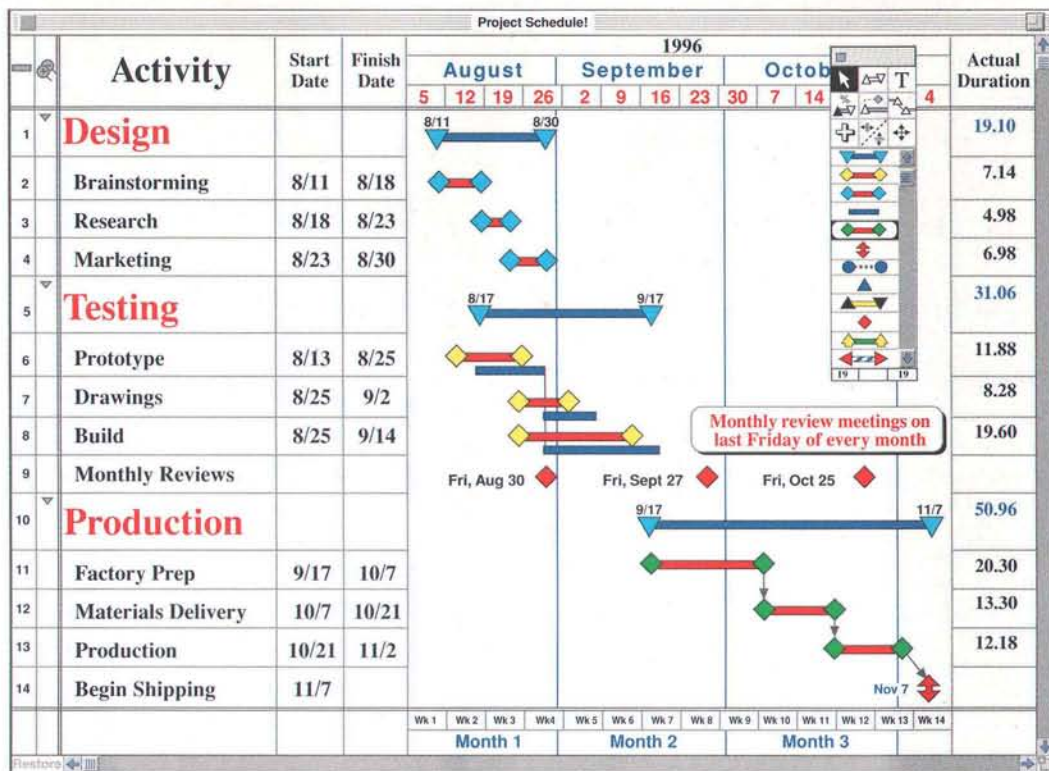 Project Schedule!
Activity Start Date Finish Date 1996 Actual Duration
August September Octob
5 12 19 26 2 9 16 23 30 7 14 4
1 Design 8/11 8/30 19.10
2 Brainstorming 8/11 8/18 7.14
3 Research 8/18 8/23 4.98
4 Marketing 8/23 8/30 6.98
5 Testing 8/17 9/17 31.06
6 Prototype 8/13 8/25 11.88
7 Drawings 8/25 9/2 8.28
8 Build 8/25 9/14 19.60
Monthly review meetings on
last Friday of every month
9 Monthly Reviews Fri, Aug 30 Fri, Sept 27 Fri, Oct 25
10 Production 9/17 11/7 50.96
11 Factory Prep 9/17 10/7 20.30
12 Materials Delivery 10/7 10/21 13.30
13 Production 10/21 11/2 12.18
14 Begin Shipping 11/7 Nov 7
Wk 1 Wk 2 Wk 3 Wk4 Wk 5 Wk 6 Wk 7 Wk 8 Wk 9 Wk 10 Wk 11 Wk 12 Wk 13 Wk 14
Month 1 Month 2 Month 3
Restore
T
%
19 19